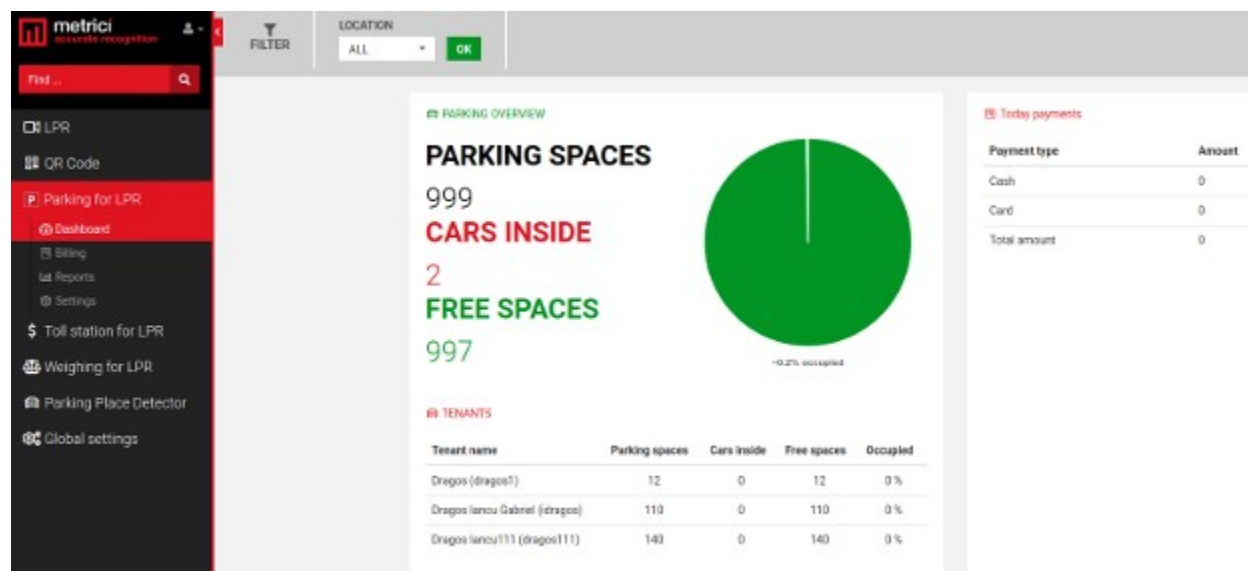 metrici
accurate recognition
Find ...
LPR
QR Code
P Parking for LPR
Dashboard
Billing
Reports
Settings
$ Toll station for LPR
Weighing for LPR
Parking Place Detector
Global settings
FILTER
LOCATION
ALL
OK
PARKING OVERVIEW
PARKING SPACES
999
CARS INSIDE
2
FREE SPACES
997
~0.2% occupied
TENANTS
Tenant name Parking spaces Cars inside Free spaces Occupied
Dragos (dragos1) 12 0 12 0 %
Dragos Iancu Gabriel (idragos) 110 0 110 0 %
Dragos Iancu111 (dragos111) 140 0 140 0 %
Today payments
Payment type Amount
Cash 0
Card 0
Total amount 0